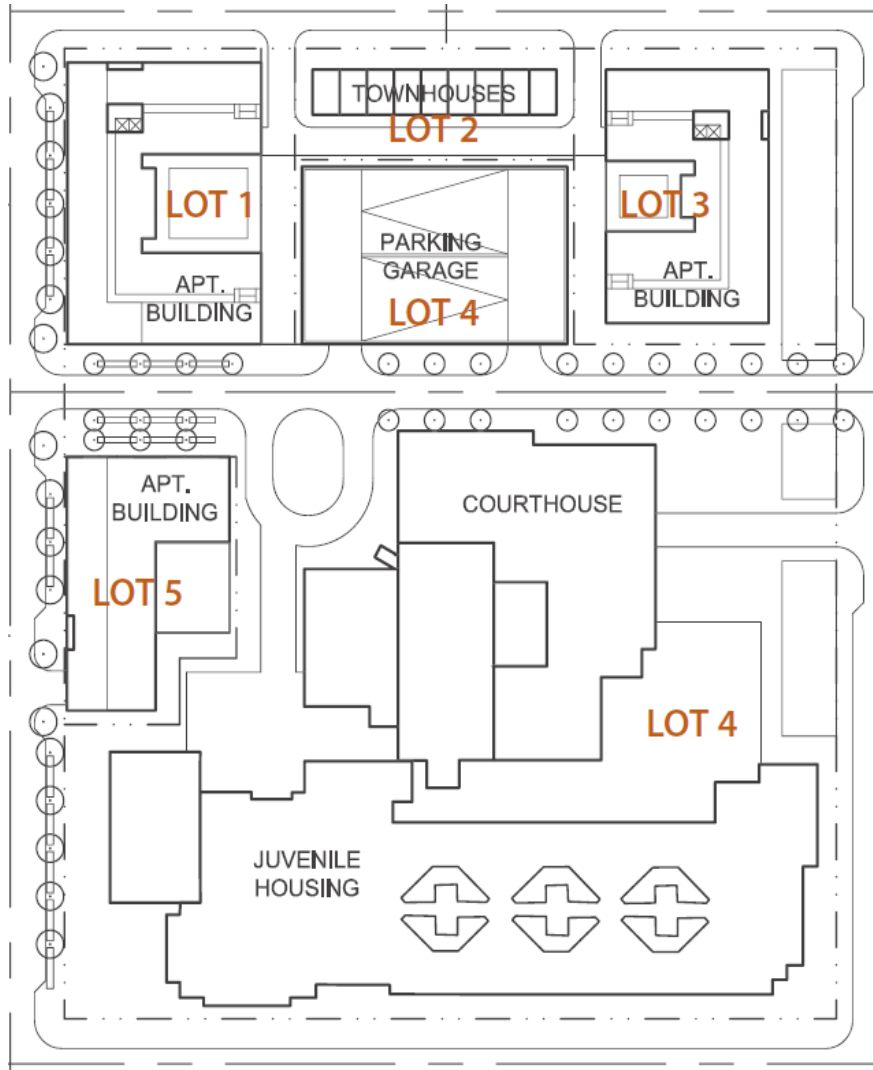 TOWNHOUSES
LOT 2
LOT 1
LOT 3
PARKING
GARAGE
LOT 4
APT.
BUILDING
APT.
BUILDING
APT.
BUILDING
COURTHOUSE
LOT 5
LOT 4
JUVENILE
HOUSING